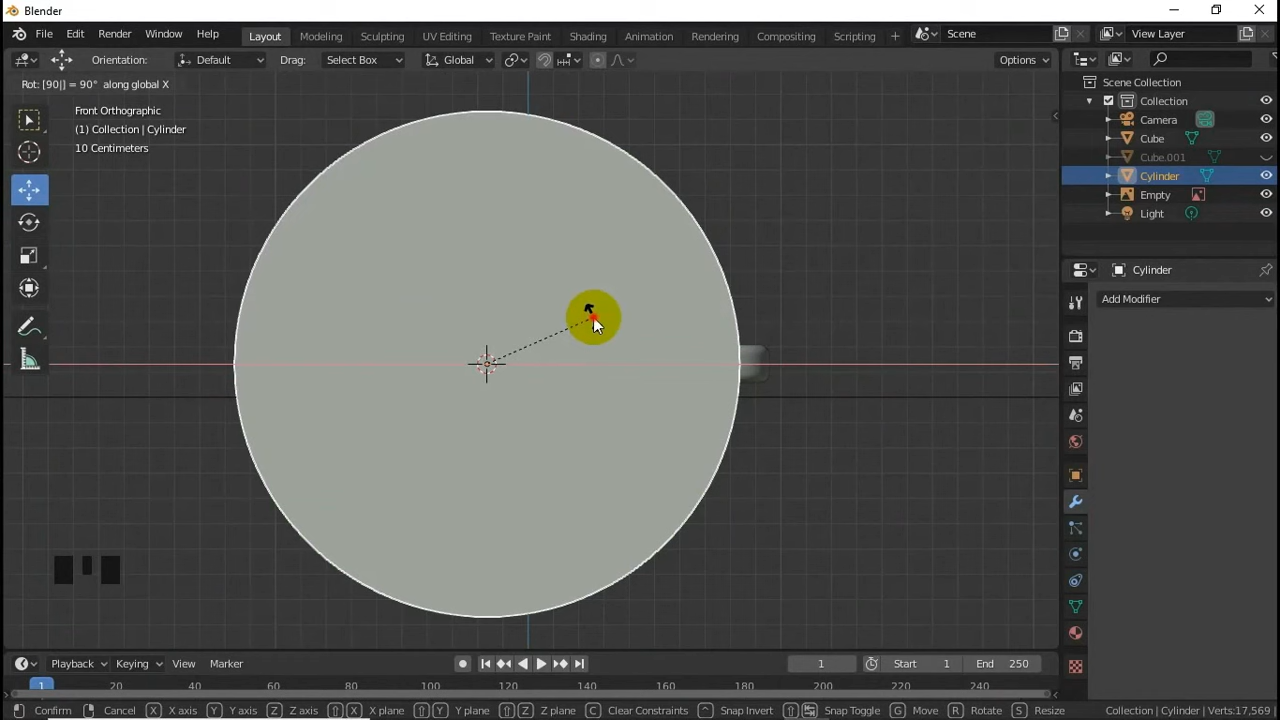 Blender
File Edit Render Window Help Layout Modeling Sculpting UV Editing Texture Paint Shading Animation Rendering Compositing Scripting + Scene View Layer
Orientation: Default Drag: Select Box Global Options
Rot: [90|] = 90° along global X
Front Orthographic
(1) Collection | Cylinder
10 Centimeters
Scene Collection
Collection
Camera
Cube
Cube.001
Cylinder
Empty
Light
Cylinder
Add Modifier
Playback Keying View Marker 1 Start 1 End 250
1 20 40 60 80 100 120 140 160 180 200 220 240
Confirm Cancel X X axis Y Y axis Z Z axis X X plane Y Y plane Z Z plane C Clear Constraints Snap Invert Snap Toggle G Move R Rotate S Resize Collection | Cylinder | Verts:17,569